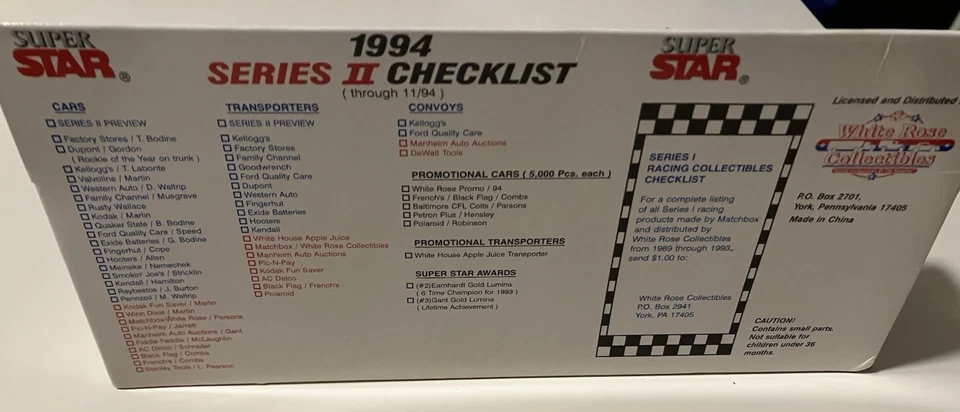 SUPER
STAR®
1994
SERIES II CHECKLIST
( through 11/94 )
SUPER
STAR®
CARS
SERIES II PREVIEW
Factory Stores / T. Bodine
Dupont / Gordon
( Rookie of the Year on trunk )
Kellogg's / T. Labonte
Valvoline / Martin
Western Auto / D. Waltrip
Family Channel / Musgrave
Rusty Wallace
Kodak / Marlin
Quaker State / B. Bodine
Ford Quality Care / Speed
Exide Batteries / G. Bodine
Fingerhut / Cope
Hooters / Allen
Meineke / Nemechek
Smokin' Joe's / Stricklin
Kendall / Hamilton
Raybestos / J. Burton
Pennzoil / M. Waltrip
Kodak Fun Saver / Marlin
Winn Dixie / Martin
Matchbox/White Rose / Persons
Pic-N-Pay / Jarrett
Manheim Auto Auctions / Gant
Fiddle Faddle / McLaughlin
AC Delco / Schrader
Black Flag / Combs
French's / Combs
Stanley Tools / L. Pearson
TRANSPORTERS
SERIES II PREVIEW
Kellogg's
Factory Stores
Family Channel
Goodwrench
Ford Quality Care
Dupont
Western Auto
Fingerhut
Exide Batteries
Hooters
Kendall
White House Apple Juice
Matchbox / White Rose Collectibles
Manheim Auto Auctions
Pic-N-Pay
Kodak Fun Saver
AC Delco
Black Flag / French's
Polaroid
CONVOYS
Kellogg's
Ford Quality Care
Manheim Auto Auctions
DeWalt Tools
PROMOTIONAL CARS ( 5,000 Pcs. each )
White Rose Promo / 94
French's / Black Flag / Combs
Baltimore CFL Colts / Parsons
Petron Plus / Hensley
Polaroid / Robinson
PROMOTIONAL TRANSPORTERS
White House Apple Juice Transporter
SUPER STAR AWARDS
(#2)Earnhardt Gold Lumina
( 6 Time Champion for 1993 )
(#3)Gant Gold Lumina
( Lifetime Achievement )
SERIES I
RACING COLLECTIBLES
CHECKLIST
For a complete listing
of all Series I racing
products made by Matchbox
and distributed by
White Rose Collectibles
from 1989 through 1993,
send $1.00 to:
White Rose Collectibles
P.O. Box 2941
York, PA 17405
Licensed and Distributed
White Rose
Collectibles
P.O. Box 2701,
York, Pennsylvania 17405
Made in China
CAUTION!
Contains small parts.
Not suitable for
children under 36
months.